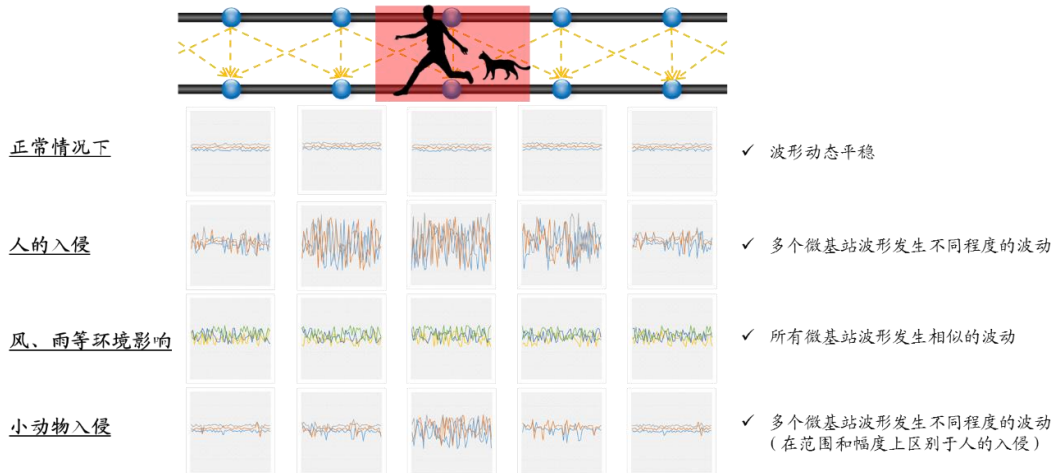 正常情况下
✓ 波形动态平稳
人的入侵
✓ 多个微基站波形发生不同程度的波动
风、雨等环境影响
✓ 所有微基站波形发生相似的波动
小动物入侵
✓ 多个微基站波形发生不同程度的波动
(在范围和幅度上区别于人的入侵)